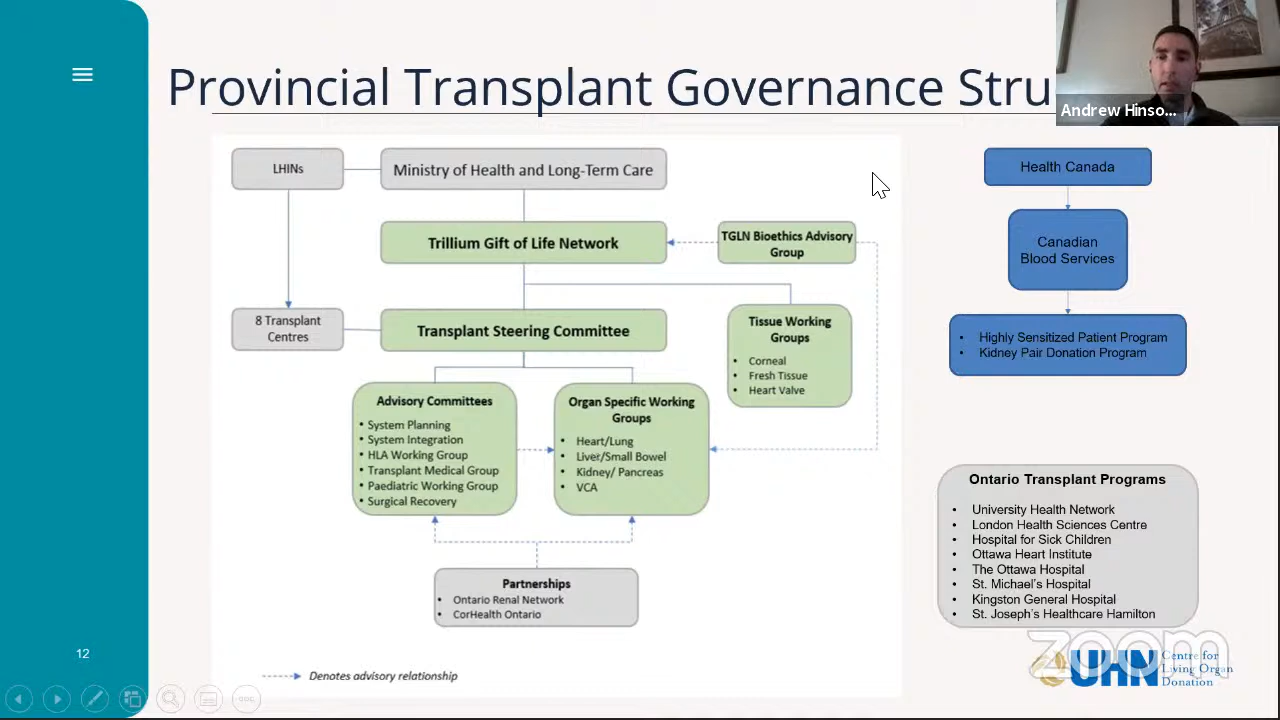 Provincial Transplant Governance Stru
Andrew Hinso...
LHINs
Ministry of Health and Long-Term Care
Trillium Gift of Life Network
TGLN Bioethics Advisory
Group
8 Transplant
Centres
Transplant Steering Committee
Tissue Working
Groups
• Corneal
• Fresh Tissue
• Heart Valve
Advisory Committees
• System Planning
• System Integration
• HLA Working Group
• Transplant Medical Group
• Paediatric Working Group
• Surgical Recovery
Organ Specific Working
Groups
• Heart/Lung
• Liver/Small Bowel
• Kidney/ Pancreas
• VCA
Partnerships
• Ontario Renal Network
• CorHealth Ontario
Denotes advisory relationship
Health Canada
Canadian
Blood Services
• Highly Sensitized Patient Program
• Kidney Pair Donation Program
Ontario Transplant Programs
• University Health Network
• London Health Sciences Centre
• Hospital for Sick Children
• Ottawa Heart Institute
• The Ottawa Hospital
• St. Michael's Hospital
• Kingston General Hospital
• St. Joseph's Healthcare Hamilton
12
zoom
UHN
Centre for
Living Organ
Donation